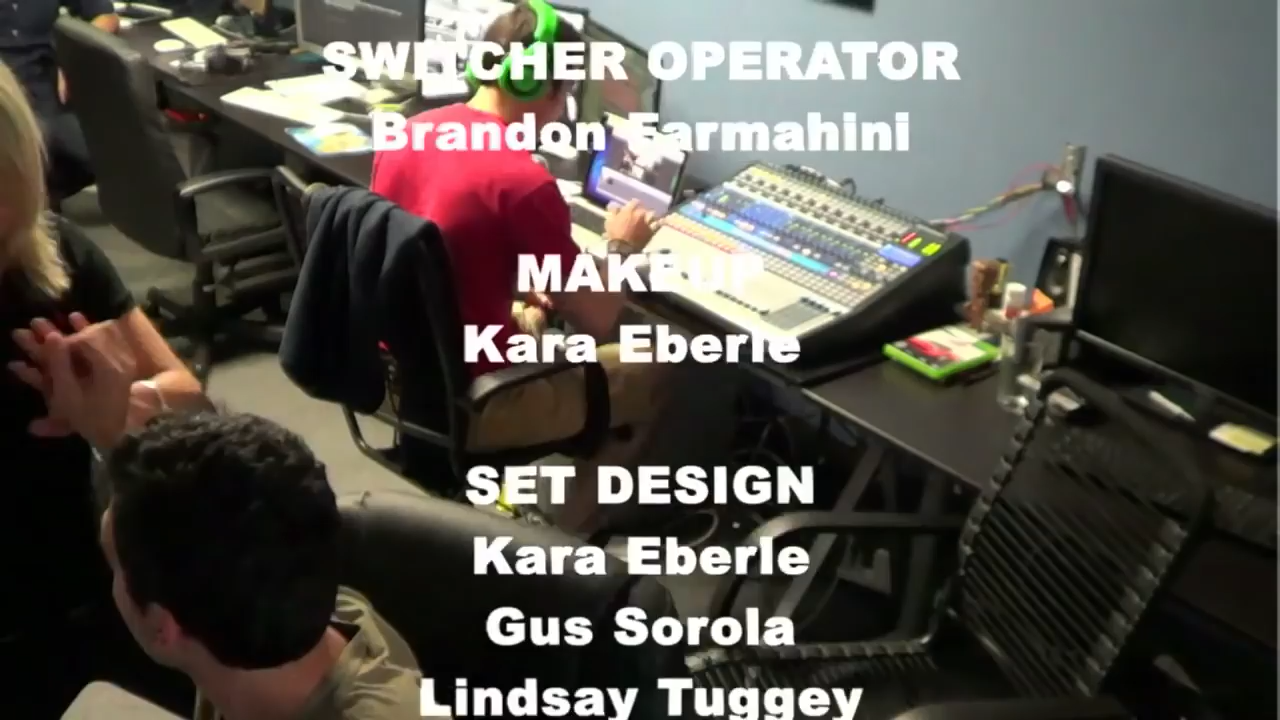 SWITCHER OPERATOR
Brandon Farmahini
MAKEUP
Kara Eberle
SET DESIGN
Kara Eberle
Gus Sorola
Lindsay Tuggey